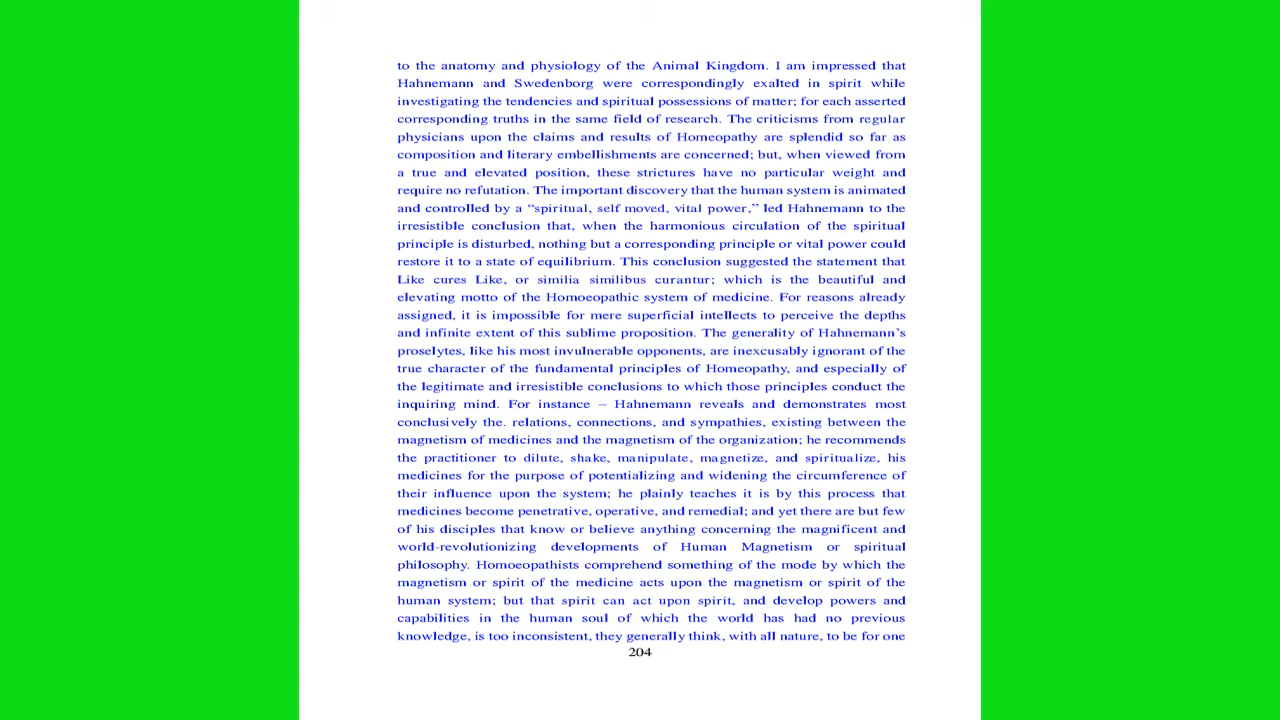 to the anatomy and physiology of the Animal Kingdom. I am impressed that
Hahnemann and Swedenborg were correspondingly exalted in spirit while
investigating the tendencies and spiritual possessions of matter; for each asserted
corresponding truths in the same field of research. The criticisms from regular
physicians upon the claims and results of Homeopathy are splendid so far as
composition and literary embellishments are concerned; but, when viewed from
a true and elevated position, these strictures have no particular weight and
require no refutation. The important discovery that the human system is animated
and controlled by a “spiritual, self moved, vital power,” led Hahnemann to the
irresistible conclusion that, when the harmonious circulation of the spiritual
principle is disturbed, nothing but a corresponding principle or vital power could
restore it to a state of equilibrium. This conclusion suggested the statement that
Like cures Like, or similia similibus curantur; which is the beautiful and
elevating motto of the Homoeopathic system of medicine. For reasons already
assigned, it is impossible for mere superficial intellects to perceive the depths
and infinite extent of this sublime proposition. The generality of Hahnemann’s
proselytes, like his most invulnerable opponents, are inexcusably ignorant of the
true character of the fundamental principles of Homeopathy, and especially of
the legitimate and irresistible conclusions to which those principles conduct the
inquiring mind. For instance – Hahnemann reveals and demonstrates most
conclusively the. relations, connections, and sympathies, existing between the
magnetism of medicines and the magnetism of the organization; he recommends
the practitioner to dilute, shake, manipulate, magnetize, and spiritualize, his
medicines for the purpose of potentializing and widening the circumference of
their influence upon the system; he plainly teaches it is by this process that
medicines become penetrative, operative, and remedial; and yet there are but few
of his disciples that know or believe anything concerning the magnificent and
world-revolutionizing developments of Human Magnetism or spiritual
philosophy. Homoeopathists comprehend something of the mode by which the
magnetism or spirit of the medicine acts upon the magnetism or spirit of the
human system; but that spirit can act upon spirit, and develop powers and
capabilities in the human soul of which the world has had no previous
knowledge, is too inconsistent, they generally think, with all nature, to be for one
204